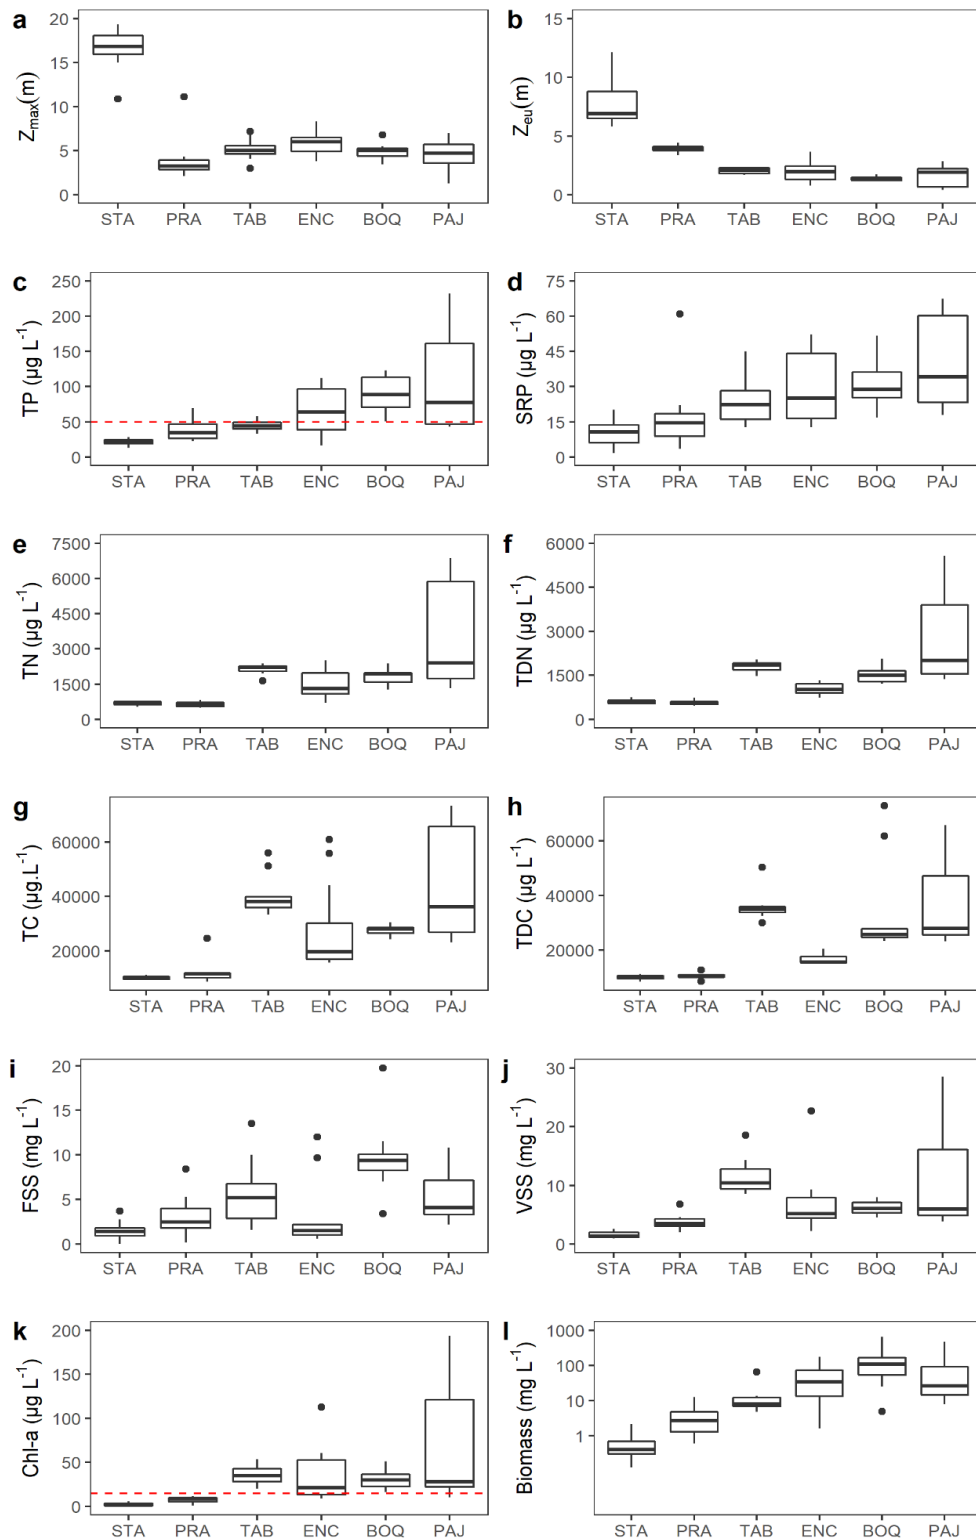 a
Zmax(m)
20
15
10
5
0
STA PRA TAB ENC BOQ PAJ
b
Zeu(m)
15
10
5
0
STA PRA TAB ENC BOQ PAJ
c
TP (µg L-1)
250
200
150
100
50
0
STA PRA TAB ENC BOQ PAJ
d
SRP (µg L-1)
75
60
45
30
15
0
STA PRA TAB ENC BOQ PAJ
e
TN (µg L-1)
7500
6000
4500
3000
1500
0
STA PRA TAB ENC BOQ PAJ
f
TDN (µg L-1)
6000
4500
3000
1500
0
STA PRA TAB ENC BOQ PAJ
g
TC (µg.L-1)
60000
40000
20000
STA PRA TAB ENC BOQ PAJ
h
TDC (µg L-1)
60000
40000
20000
STA PRA TAB ENC BOQ PAJ
i
FSS (mg L-1)
20
15
10
5
0
STA PRA TAB ENC BOQ PAJ
j
VSS (mg L-1)
30
20
10
0
STA PRA TAB ENC BOQ PAJ
k
Chl-a (µg L-1)
200
150
100
50
0
STA PRA TAB ENC BOQ PAJ
l
Biomass (mg L-1)
1000
100
10
1
STA PRA TAB ENC BOQ PAJ